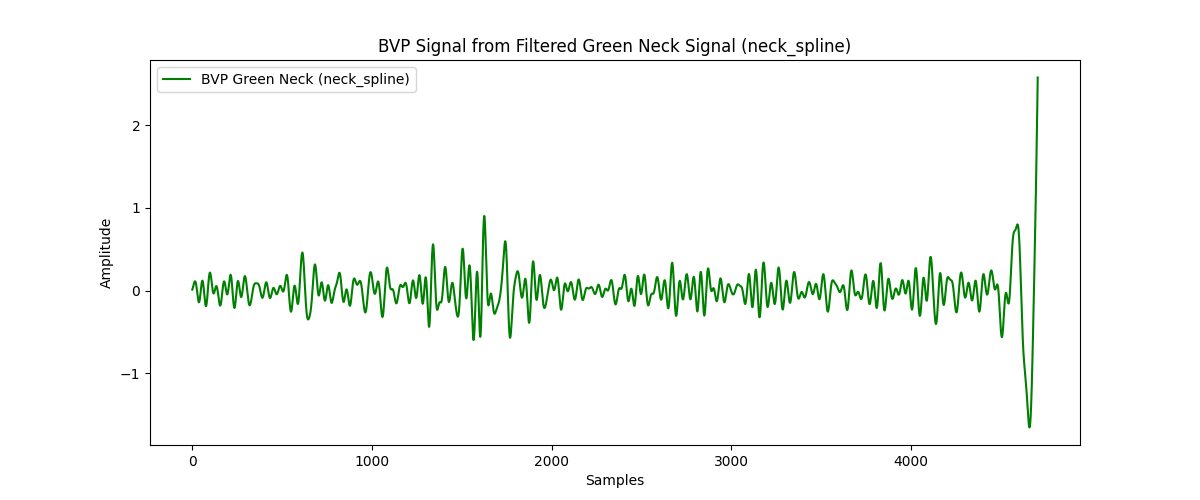 BVP Signal from Filtered Green Neck Signal (neck_spline)
BVP Green Neck (neck_spline)
Amplitude
2
1
0
−1
0 1000 2000 3000 4000
Samples